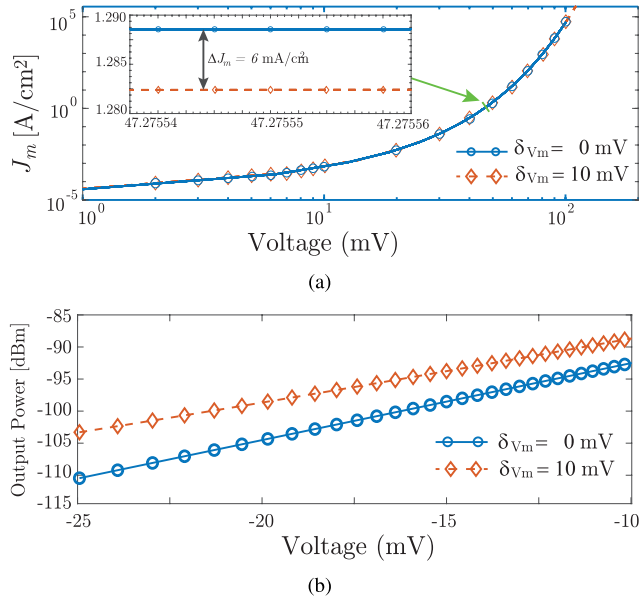 1.290
1.285
1.280
ΔJm = 6 mA/cm²
47.27554 47.27555 47.27556
10^5
10^0
10^-5
Jm [A/cm²]
δVm = 0 mV
δVm = 10 mV
10^0 10^1 10^2
Voltage (mV)
(a)
-85
-90
-95
-100
-105
-110
-115
Output Power [dBm]
δVm = 0 mV
δVm = 10 mV
-25 -20 -15 -10
Voltage (mV)
(b)